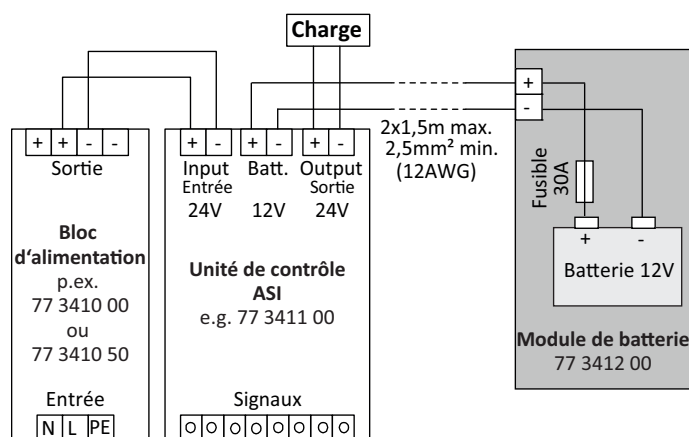 Charge
+ + - -
Sortie
Bloc
d'alimentation
p.ex.
77 3410 00
ou
77 3410 50
Entrée
N L PE
+ - + - + -
Input Batt. Output
Entrée Sortie
24V 12V 24V
Unité de contrôle
ASI
e.g. 77 3411 00
Signaux
2x1,5m max.
2,5mm² min.
(12AWG)
+
-
Fusible
30A
+ -
Batterie 12V
Module de batterie
77 3412 00